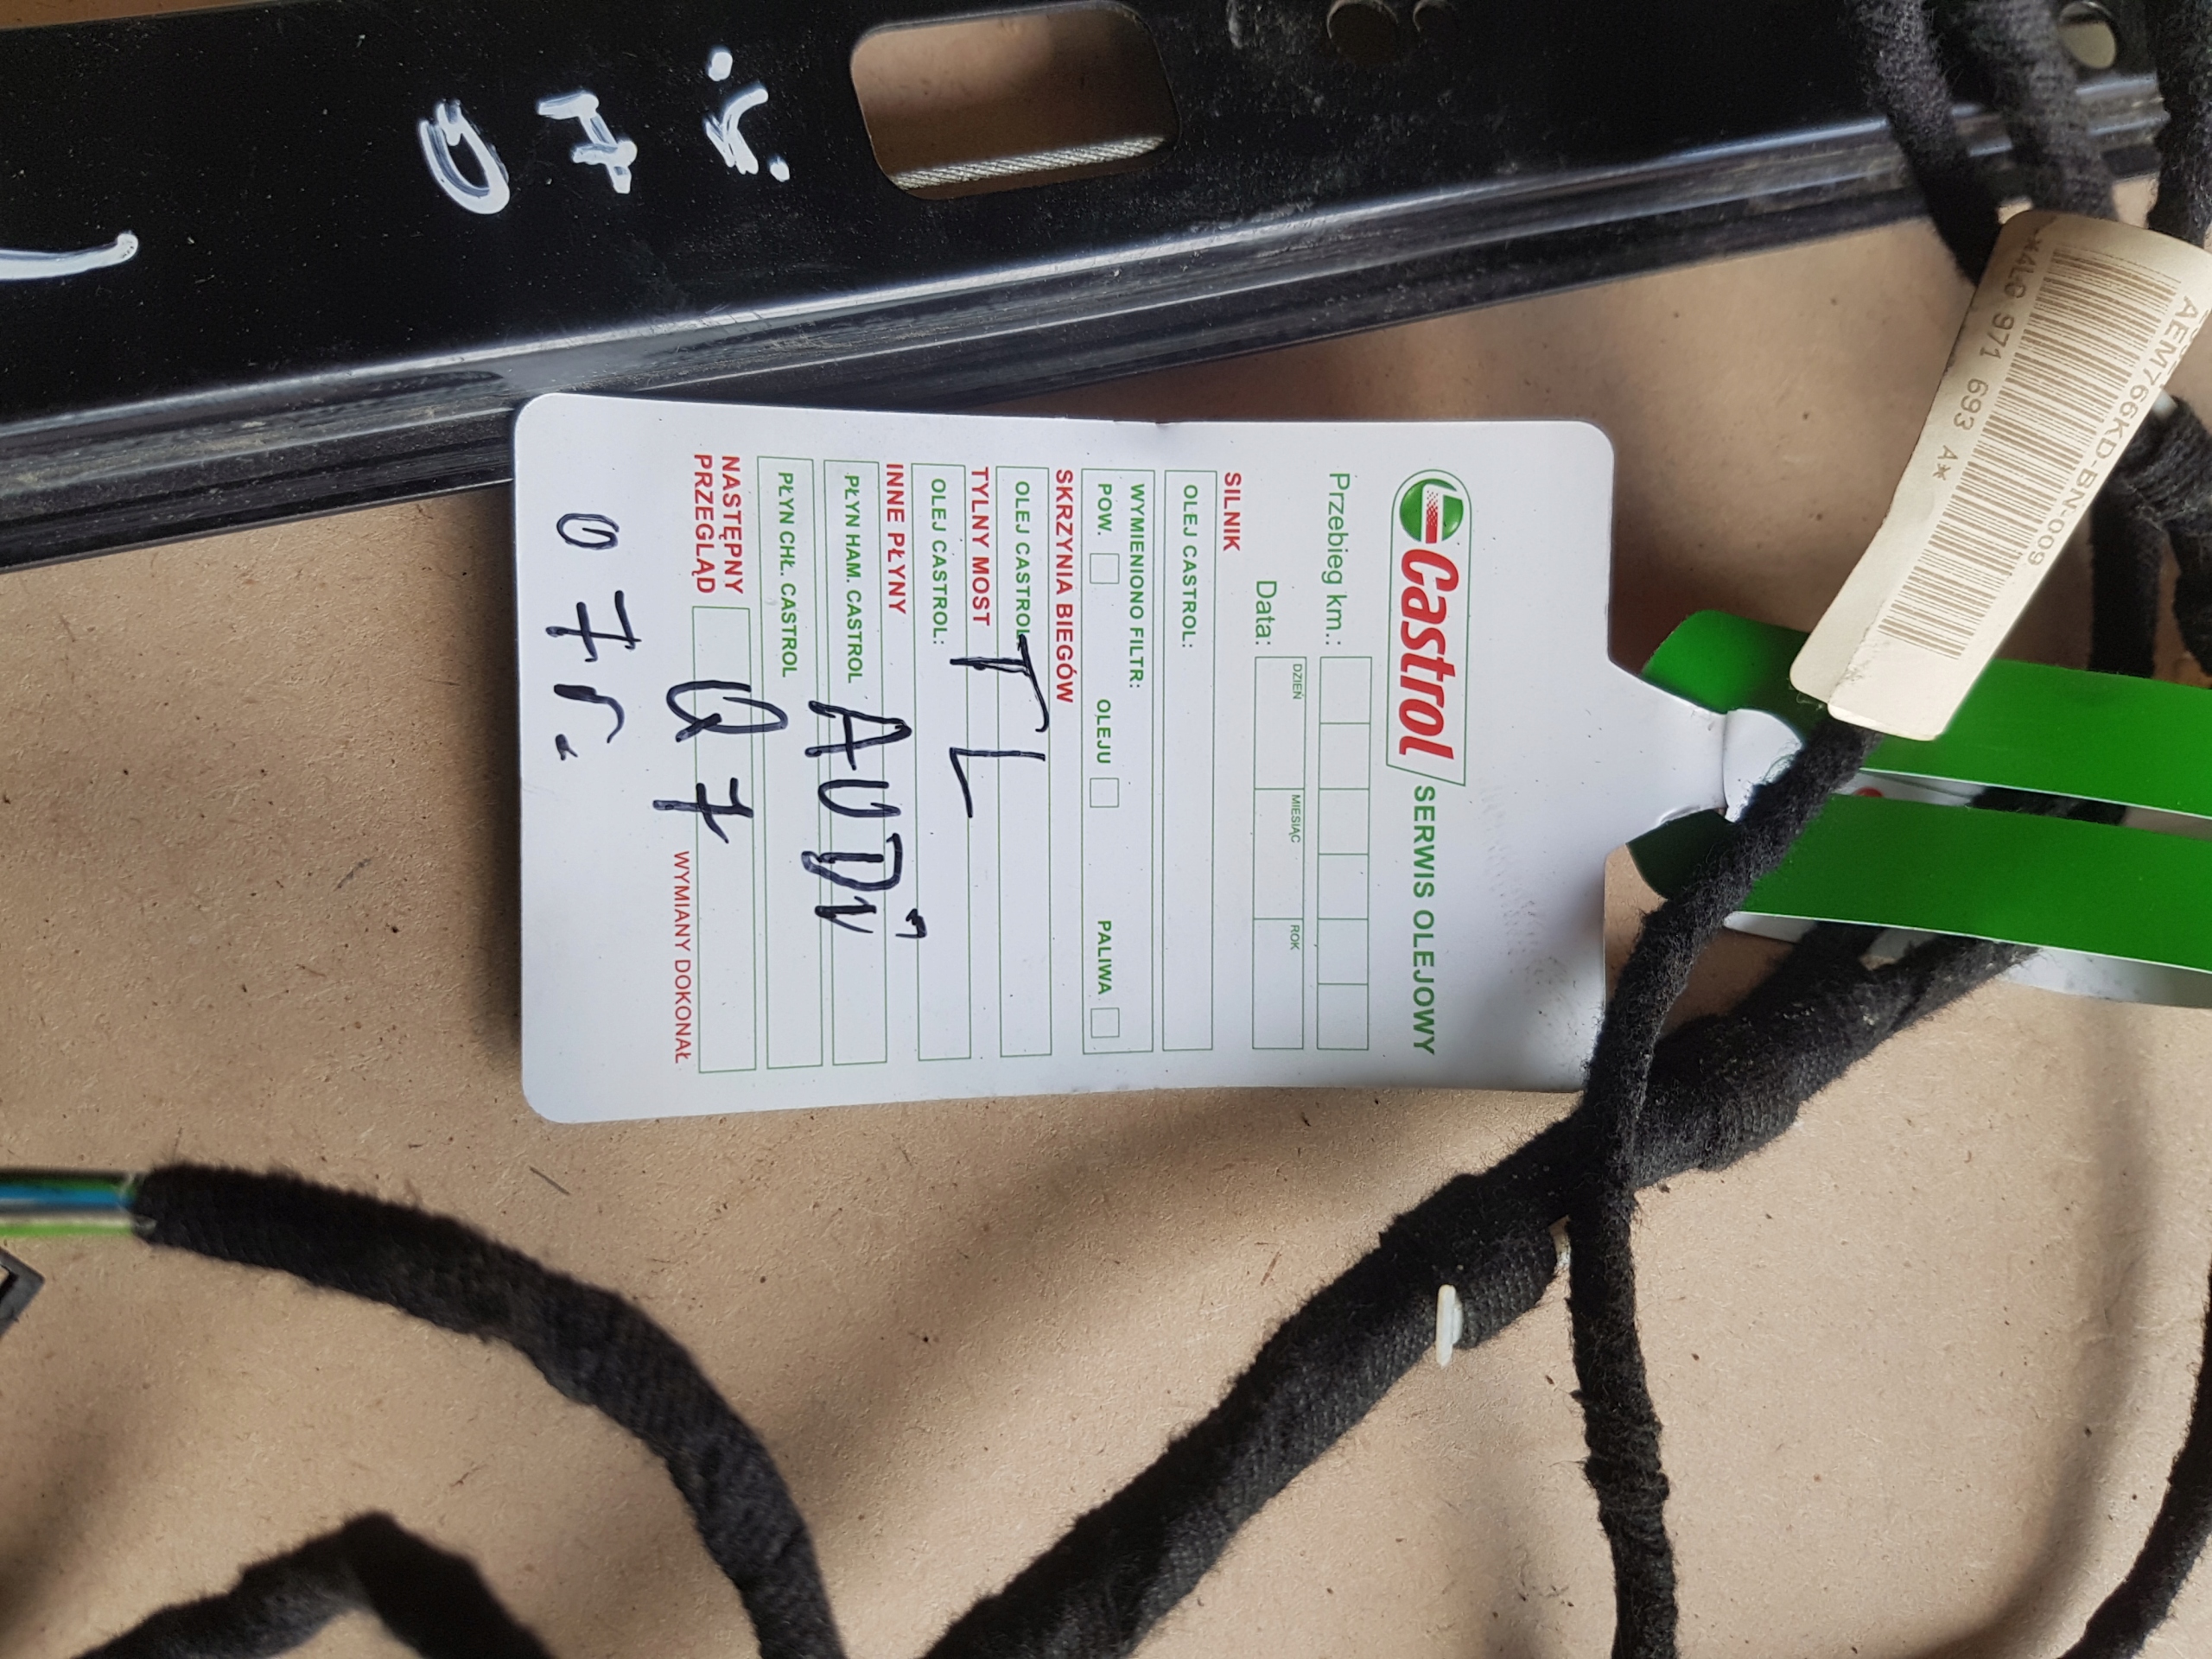 Castrol SERWIS OLEJOWY
Przebieg km.:
Data: DZIEŃ MIESIĄC ROK
SILNIK
OLEJ CASTROL:
WYMIENIONO FILTR:
POW. OLEJU PALIWA
SKRZYNIA BIEGÓW
OLEJ CASTROL
TYLNY MOST
OLEJ CASTROL:
INNE PŁYNY
PŁYN HAM. CASTROL
PŁYN CHŁ. CASTROL
NASTĘPNY
PRZEGLĄD
WYMIANY DOKONAŁ
TL
AUDI
Q7
07r.
AEM766KD-BN-009
*4L0 971 693 A*